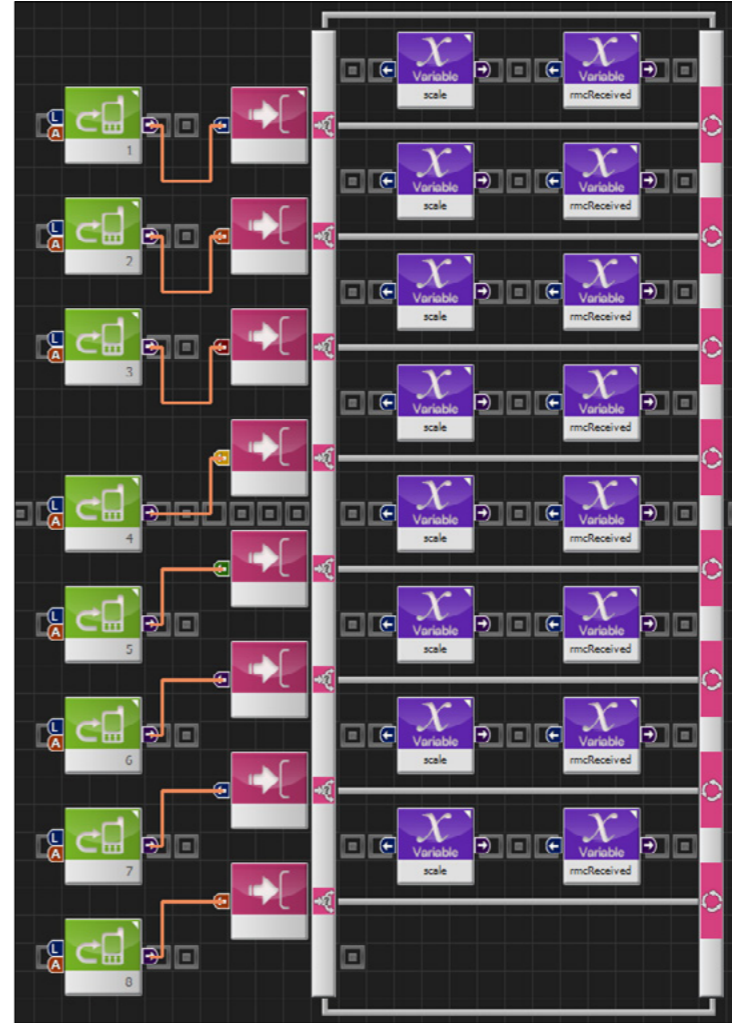 X X
Variable Variable
scale rmcReceived
L
A
1
X X
Variable Variable
scale rmcReceived
L
A
2
X X
Variable Variable
scale rmcReceived
L
A
3
X X
Variable Variable
scale rmcReceived
X X
L
A Variable Variable
4 scale rmcReceived
X X
L
A Variable Variable
5 scale rmcReceived
X X
L
A Variable Variable
6 scale rmcReceived
X X
L
A Variable Variable
7 scale rmcReceived
L
A
8